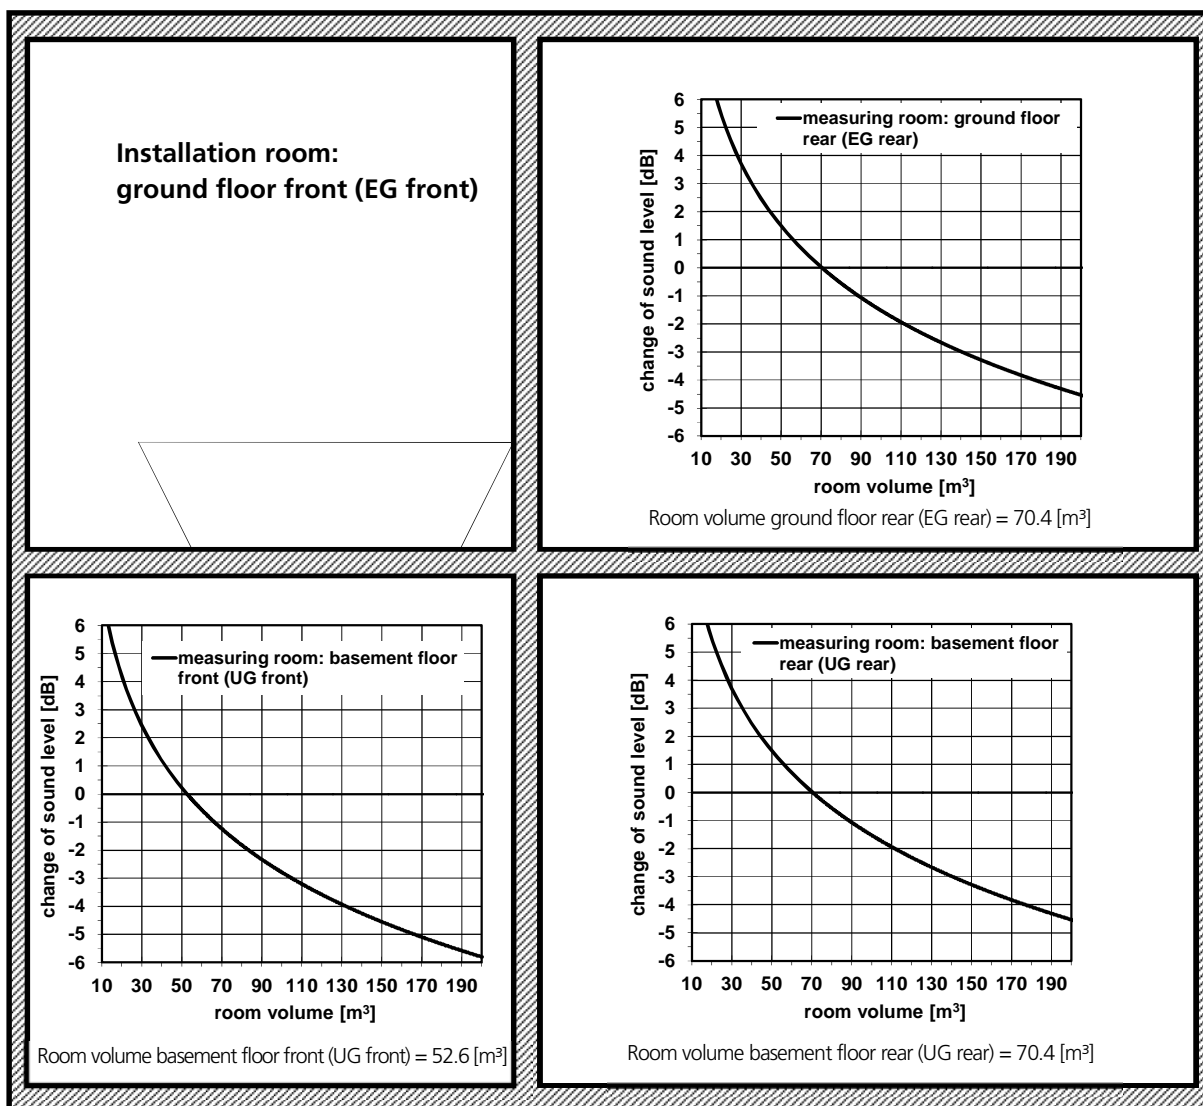 Installation room:
ground floor front (EG front)
6
5
4
3
2
1
0
-1
-2
-3
-4
-5
-6
change of sound level [dB]
measuring room: ground floor
rear (EG rear)
10 30 50 70 90 110 130 150 170 190
room volume [m³]
Room volume ground floor rear (EG rear) = 70.4 [m³]
6
5
4
3
2
1
0
-1
-2
-3
-4
-5
-6
change of sound level [dB]
measuring room: basement floor
front (UG front)
10 30 50 70 90 110 130 150 170 190
room volume [m³]
Room volume basement floor front (UG front) = 52.6 [m³]
6
5
4
3
2
1
0
-1
-2
-3
-4
-5
-6
change of sound level [dB]
measuring room: basement floor
rear (UG rear)
10 30 50 70 90 110 130 150 170 190
room volume [m³]
Room volume basement floor rear (UG rear) = 70.4 [m³]